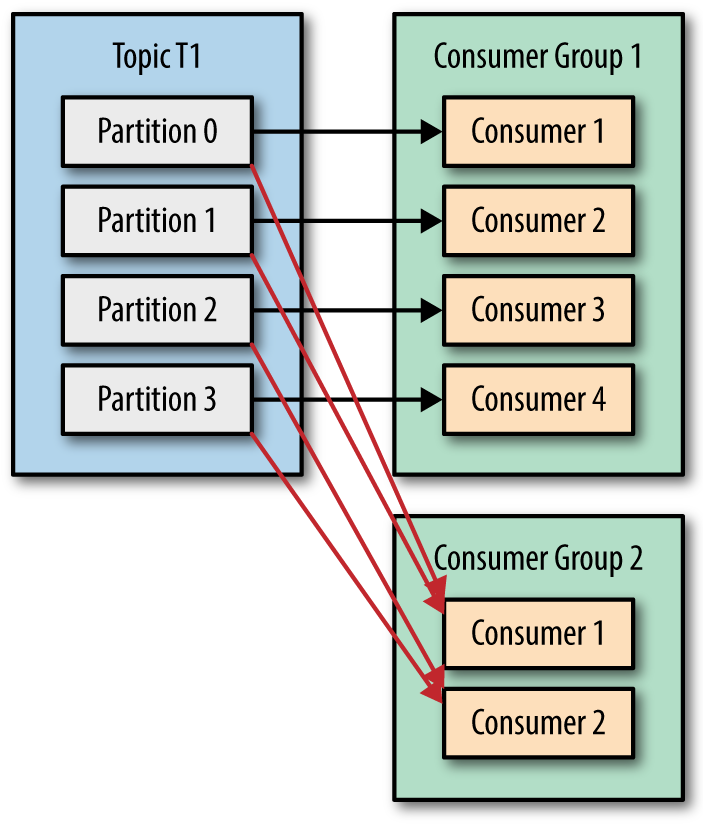 Topic T1
Partition 0
Partition 1
Partition 2
Partition 3
Consumer Group 1
Consumer 1
Consumer 2
Consumer 3
Consumer 4
Consumer Group 2
Consumer 1
Consumer 2